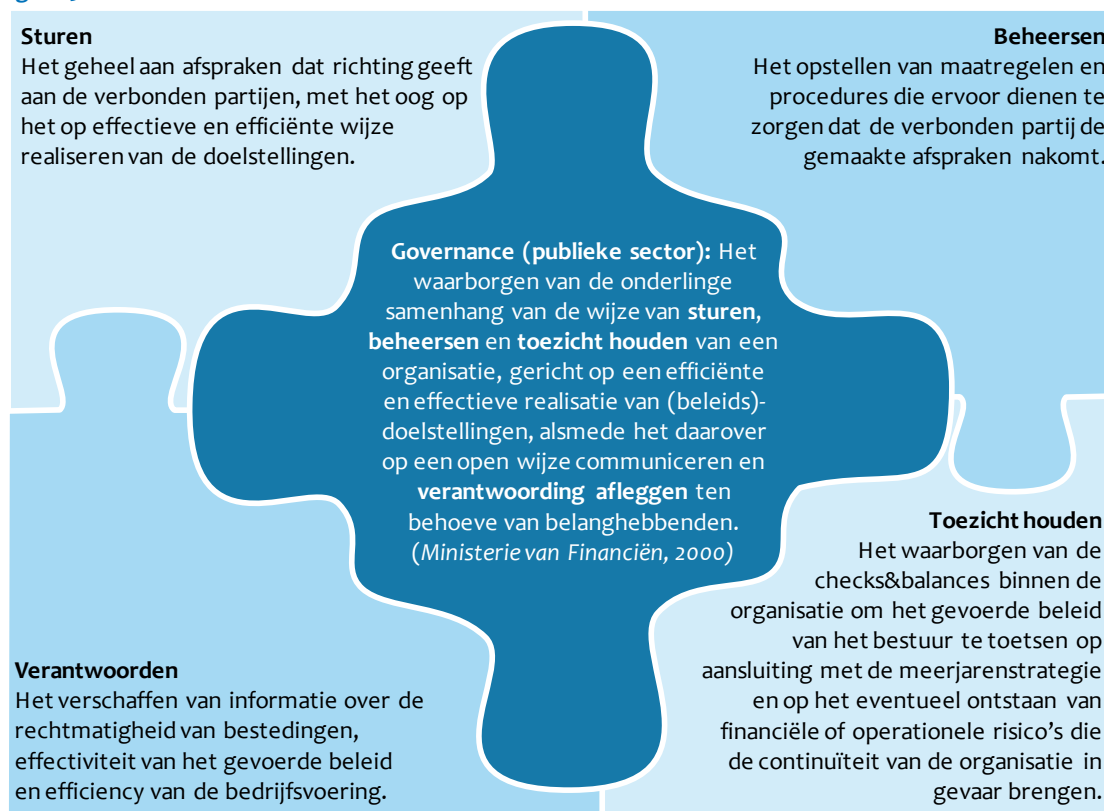 Sturen
Het geheel aan afspraken dat richting geeft
aan de verbonden partijen, met het oog op
het op effectieve en efficiënte wijze
realiseren van de doelstellingen.
Beheersen
Het opstellen van maatregelen en
procedures die ervoor dienen te
zorgen dat de verbonden partij de
gemaakte afspraken nakomt.
Governance (publieke sector): Het
waarborgen van de onderlinge
samenhang van de wijze van sturen,
beheersen en toezicht houden van een
organisatie, gericht op een efficiënte
en effectieve realisatie van (beleids)-
doelstellingen, alsmede het daarover
op een open wijze communiceren en
verantwoording afleggen ten
behoeve van belanghebbenden.
(Ministerie van Financiën, 2000)
Verantwoorden
Het verschaffen van informatie over de
rechtmatigheid van bestedingen,
effectiviteit van het gevoerde beleid
en efficiency van de bedrijfsvoering.
Toezicht houden
Het waarborgen van de
checks&balances binnen de
organisatie om het gevoerde beleid
van het bestuur te toetsen op
aansluiting met de meerjarenstrategie
en op het eventueel ontstaan van
financiële of operationele risico's die
de continuïteit van de organisatie in
gevaar brengen.